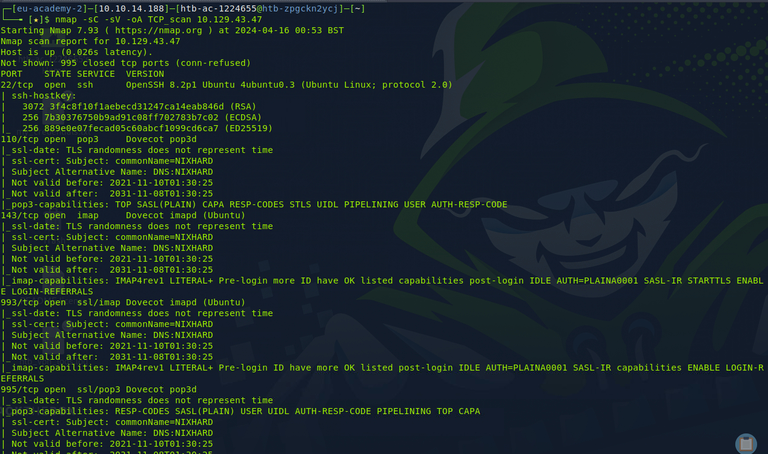 ┌─[eu-academy-2]─[10.10.14.188]─[htb-ac-1224655@htb-zpgckn2ycj]─[~]
└──╼ [★]$ nmap -sC -sV -oA TCP_scan 10.129.43.47
Starting Nmap 7.93 ( https://nmap.org ) at 2024-04-16 00:53 BST
Nmap scan report for 10.129.43.47
Host is up (0.026s latency).
Not shown: 995 closed tcp ports (conn-refused)
PORT    STATE SERVICE  VERSION
22/tcp  open  ssh      OpenSSH 8.2p1 Ubuntu 4ubuntu0.3 (Ubuntu Linux; protocol 2.0)
| ssh-hostkey:
|   3072 3f4c8f10f1aebecd31247ca14eab846d (RSA)
|   256 7b30376750b9ad91c08ff702783b7c02 (ECDSA)
|_  256 889e0e07fecad05c60abcf1099cd6ca7 (ED25519)
110/tcp open  pop3     Dovecot pop3d
|_ssl-date: TLS randomness does not represent time
| ssl-cert: Subject: commonName=NIXHARD
| Subject Alternative Name: DNS:NIXHARD
| Not valid before: 2021-11-10T01:30:25
|_Not valid after:  2031-11-08T01:30:25
|_pop3-capabilities: TOP SASL(PLAIN) CAPA RESP-CODES STLS UIDL PIPELINING USER AUTH-RESP-CODE
143/tcp open  imap     Dovecot imapd (Ubuntu)
|_ssl-date: TLS randomness does not represent time
| ssl-cert: Subject: commonName=NIXHARD
| Subject Alternative Name: DNS:NIXHARD
| Not valid before: 2021-11-10T01:30:25
|_Not valid after:  2031-11-08T01:30:25
|_imap-capabilities: IMAP4rev1 LITERAL+ Pre-login more ID have OK listed capabilities post-login IDLE AUTH=PLAINA0001 SASL-IR STARTTLS ENABL
E LOGIN-REFERRALS
993/tcp open  ssl/imap Dovecot imapd (Ubuntu)
|_ssl-date: TLS randomness does not represent time
| ssl-cert: Subject: commonName=NIXHARD
| Subject Alternative Name: DNS:NIXHARD
| Not valid before: 2021-11-10T01:30:25
|_Not valid after:  2031-11-08T01:30:25
|_imap-capabilities: IMAP4rev1 LITERAL+ Pre-login ID have more OK listed post-login IDLE AUTH=PLAINA0001 SASL-IR capabilities ENABLE LOGIN-R
EFERRALS
995/tcp open  ssl/pop3 Dovecot pop3d
|_ssl-date: TLS randomness does not represent time
|_pop3-capabilities: RESP-CODES SASL(PLAIN) USER UIDL AUTH-RESP-CODE PIPELINING TOP CAPA
| ssl-cert: Subject: commonName=NIXHARD
| Subject Alternative Name: DNS:NIXHARD
| Not valid before: 2021-11-10T01:30:25
|_Not valid after:  2031-11-08T01:30:25